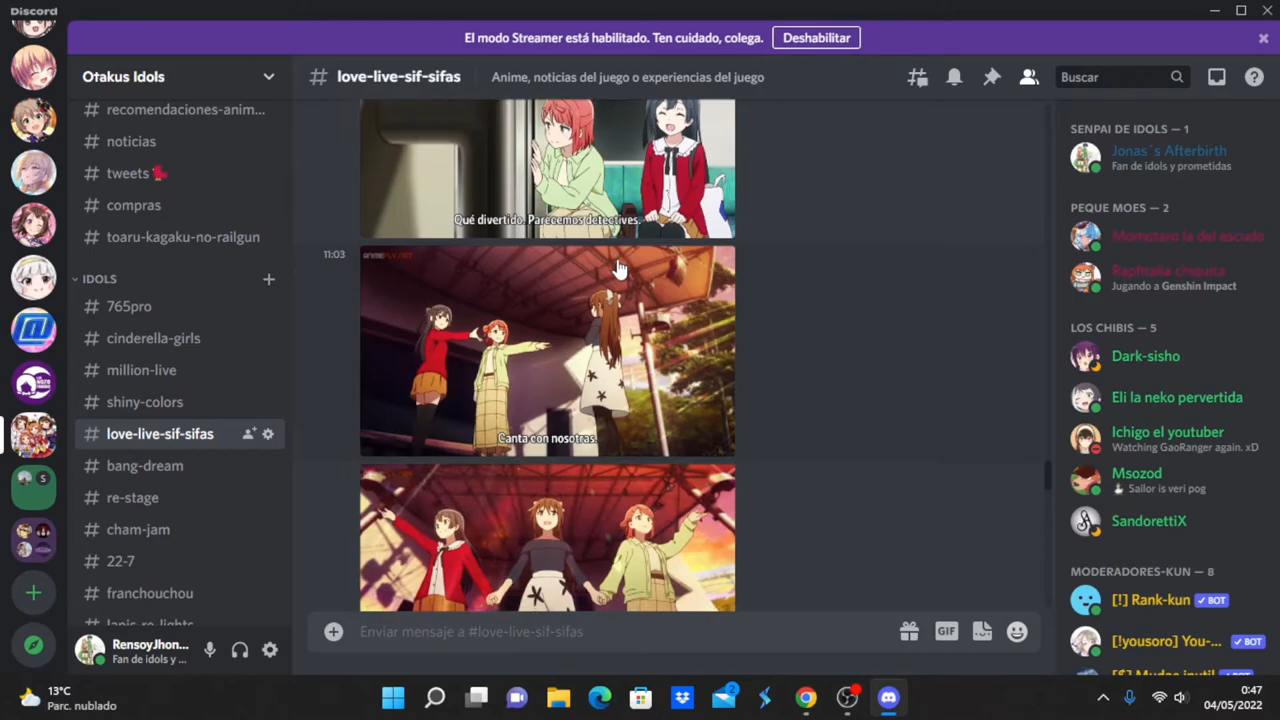 Discord
El modo Streamer está habilitado. Ten cuidado, colega. Deshabilitar
Otakus Idols
# recomendaciones-anim...
# noticias
# tweets
# compras
# toaru-kagaku-no-railgun
IDOLS
# 765pro
# cinderella-girls
# million-live
# shiny-colors
# love-live-sif-sifas
# bang-dream
# re-stage
# cham-jam
# 22-7
# franchouchou
RensoyJhon...
Fan de idols y ...
# love-live-sif-sifas Anime, noticias del juego o experiencias del juego
Buscar
Qué divertido. Parecemos detectives.
11:03
Canta con nosotras.
Enviar mensaje a #love-live-sif-sifas
GIF
SENPAI DE IDOLS — 1
Jonas´s Afterbirth
Fan de idols y prometidas
PEQUE MOES — 2
Momotaro la del escudo
Raphtalia chiquita
Jugando a Genshin Impact
LOS CHIBIS — 5
Dark-sisho
Eli la neko pervertida
Ichigo el youtuber
Watching GaoRanger again. xD
Msozod
Sailor is veri pog
S
SandorettiX
MODERADORES-KUN — 8
[!] Rank-kun ✓ BOT
[!yousoro] You-... ✓ BOT
13°C
Parc. nublado
2
0:47
04/05/2022